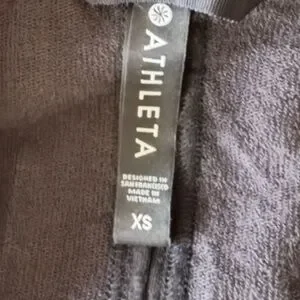 ATHLETA
DESIGNED IN
SAN FRANCISCO
MADE IN
VIETNAM
XS